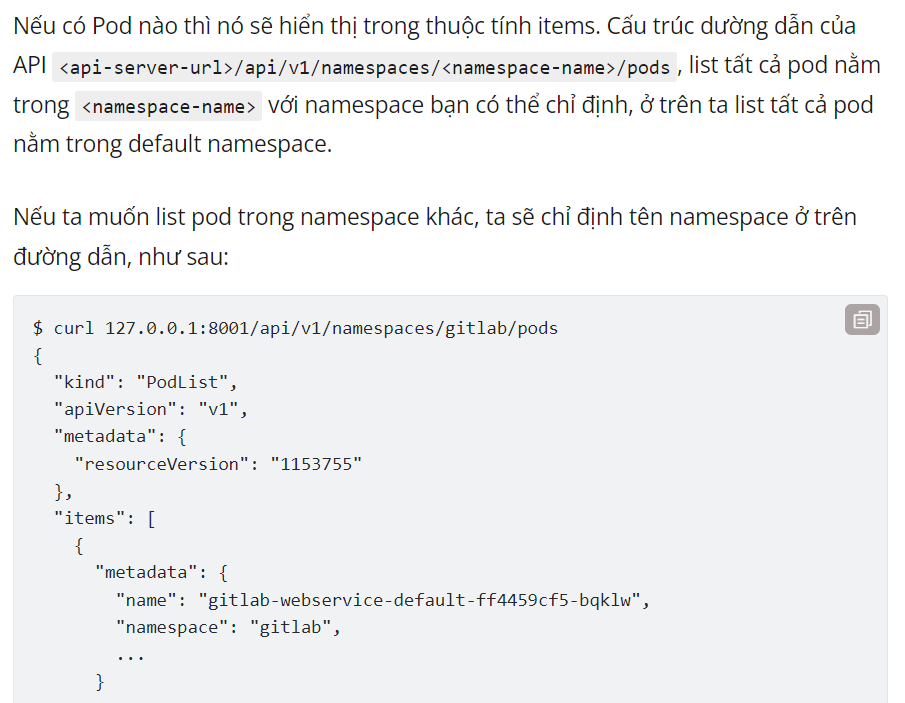 Nếu có Pod nào thì nó sẽ hiển thị trong thuộc tính items. Cấu trúc dường dẫn của
API <api-server-url>/api/v1/namespaces/<namespace-name>/pods , list tất cả pod nằm
trong <namespace-name> với namespace bạn có thể chỉ định, ở trên ta list tất cả pod
nằm trong default namespace.
Nếu ta muốn list pod trong namespace khác, ta sẽ chỉ định tên namespace ở trên
đường dẫn, như sau:
$ curl 127.0.0.1:8001/api/v1/namespaces/gitlab/pods
{
  "kind": "PodList",
  "apiVersion": "v1",
  "metadata": {
    "resourceVersion": "1153755"
  },
  "items": [
    {
      "metadata": {
        "name": "gitlab-webservice-default-ff4459cf5-bqklw",
        "namespace": "gitlab",
        ...
      }